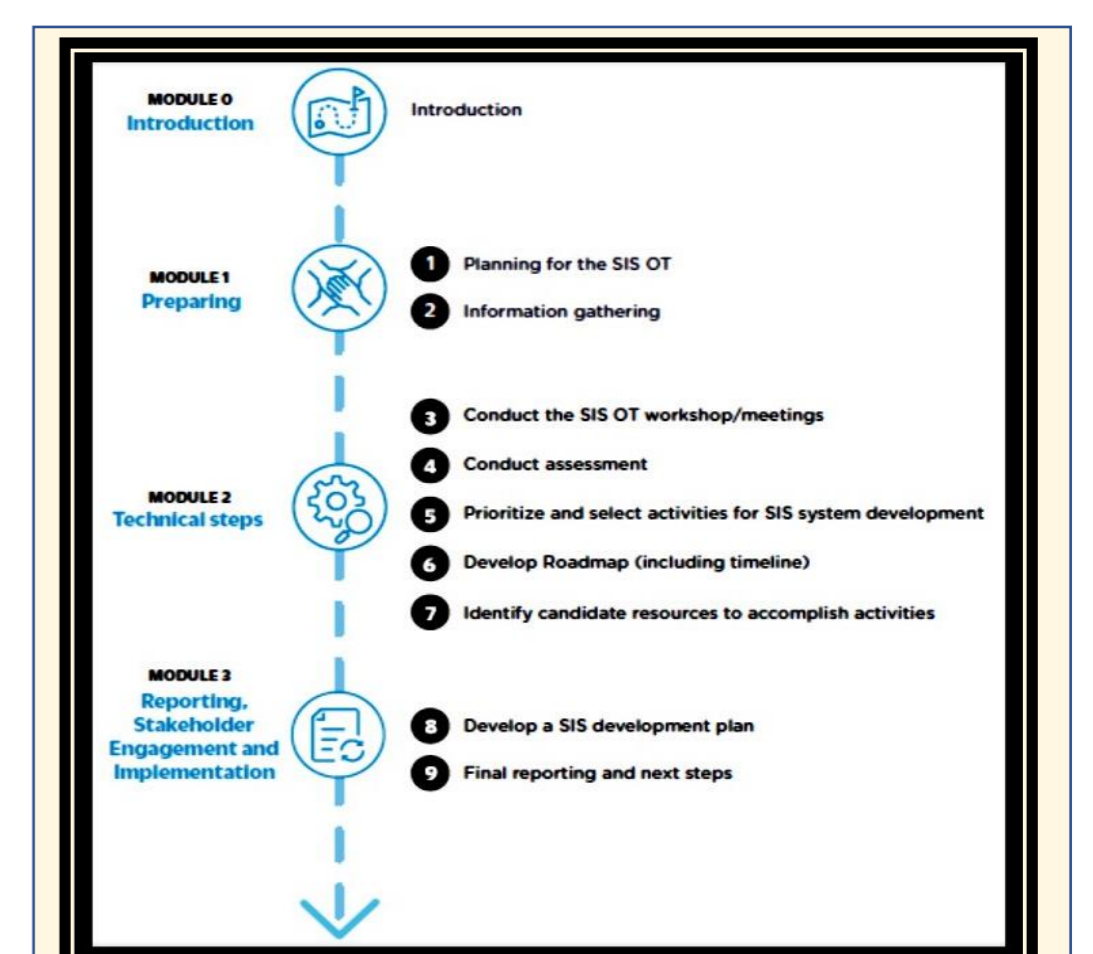 MODULE 0
Introduction
Introduction
MODULE 1
Preparing
1 Planning for the SIS OT
2 Information gathering
MODULE 2
Technical steps
3 Conduct the SIS OT workshop/meetings
4 Conduct assessment
5 Prioritize and select activities for SIS system development
6 Develop Roadmap (including timeline)
7 Identify candidate resources to accomplish activities
MODULE 3
Reporting,
Stakeholder
Engagement and
Implementation
8 Develop a SIS development plan
9 Final reporting and next steps